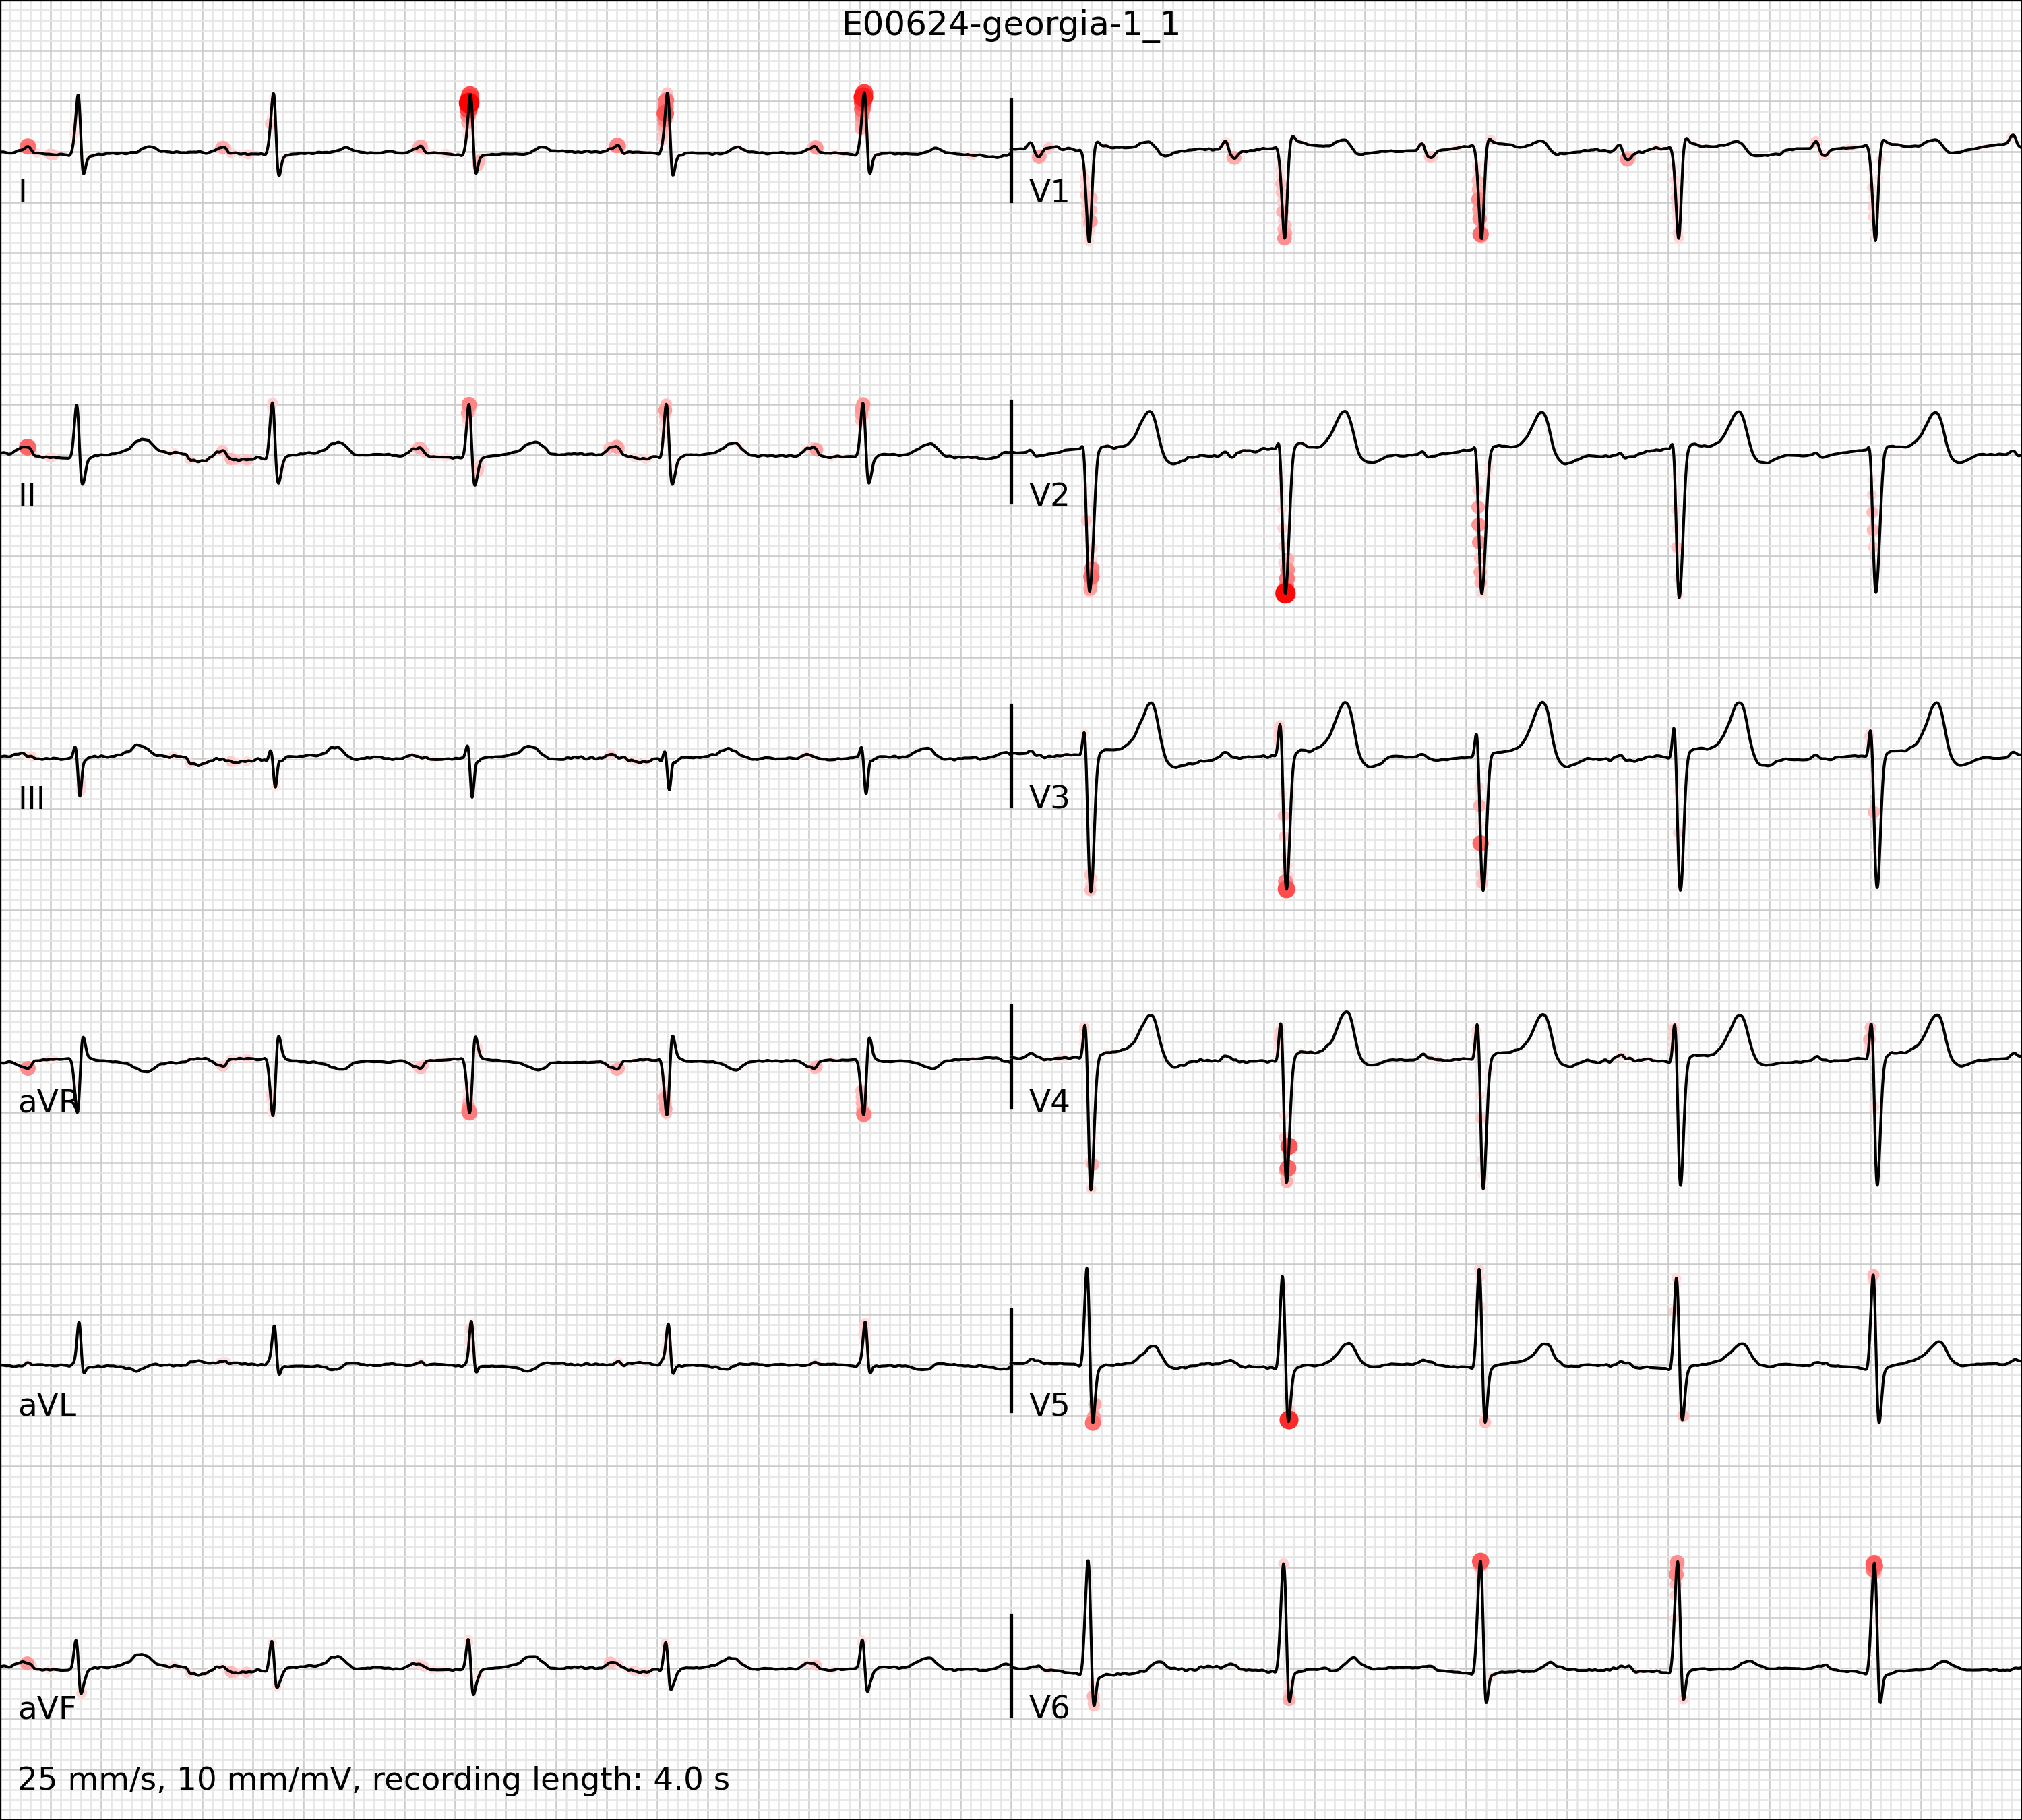 E00624-georgia-1_1
I
V1
II
V2
III
V3
aVR
V4
aVL
V5
aVF
V6
25 mm/s, 10 mm/mV, recording length: 4.0 s